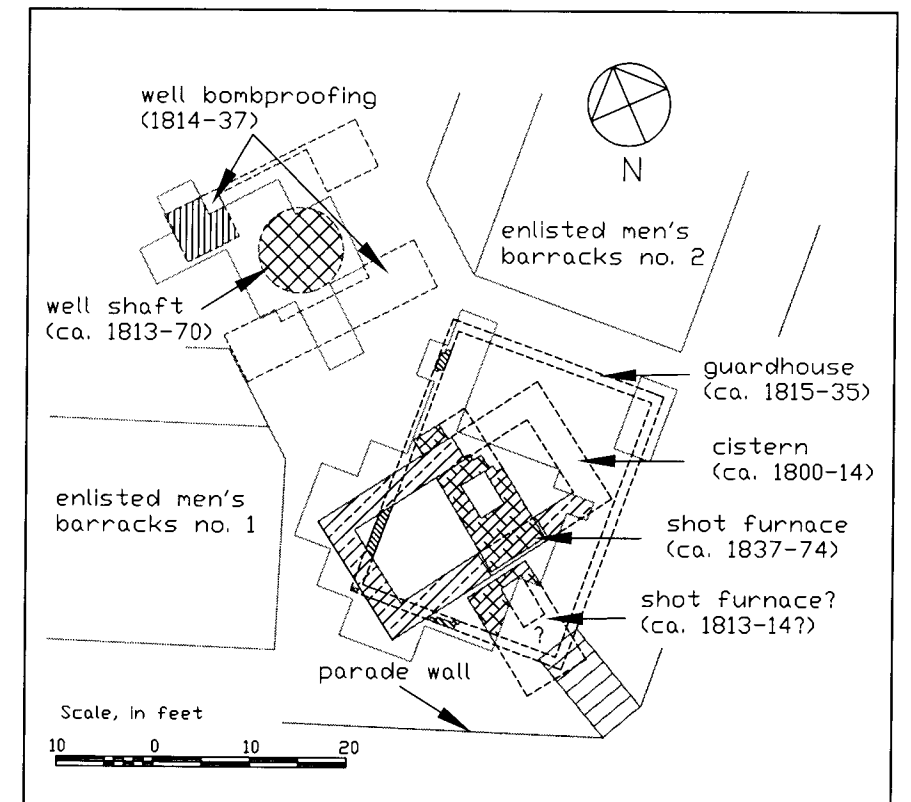 well bombproofing
(1814-37)
N
enlisted men's
barracks no. 2
well shaft
(ca. 1813-70)
guardhouse
(ca. 1815-35)
cistern
(ca. 1800-14)
enlisted men's
barracks no. 1
shot furnace
(ca. 1837-74)
shot furnace?
(ca. 1813-14?)
?
parade wall
Scale, in feet
10 0 10 20